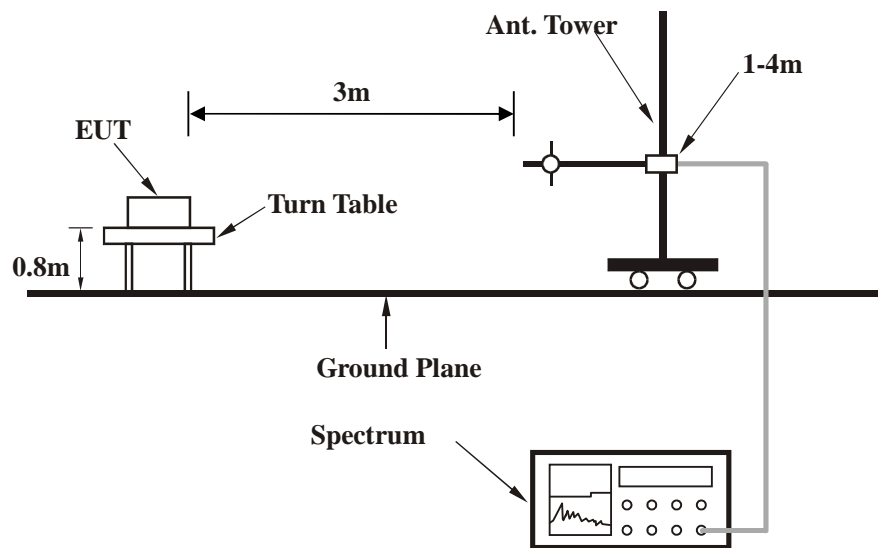 Ant. Tower
1-4m
3m
EUT
Turn Table
0.8m
Ground Plane
Spectrum